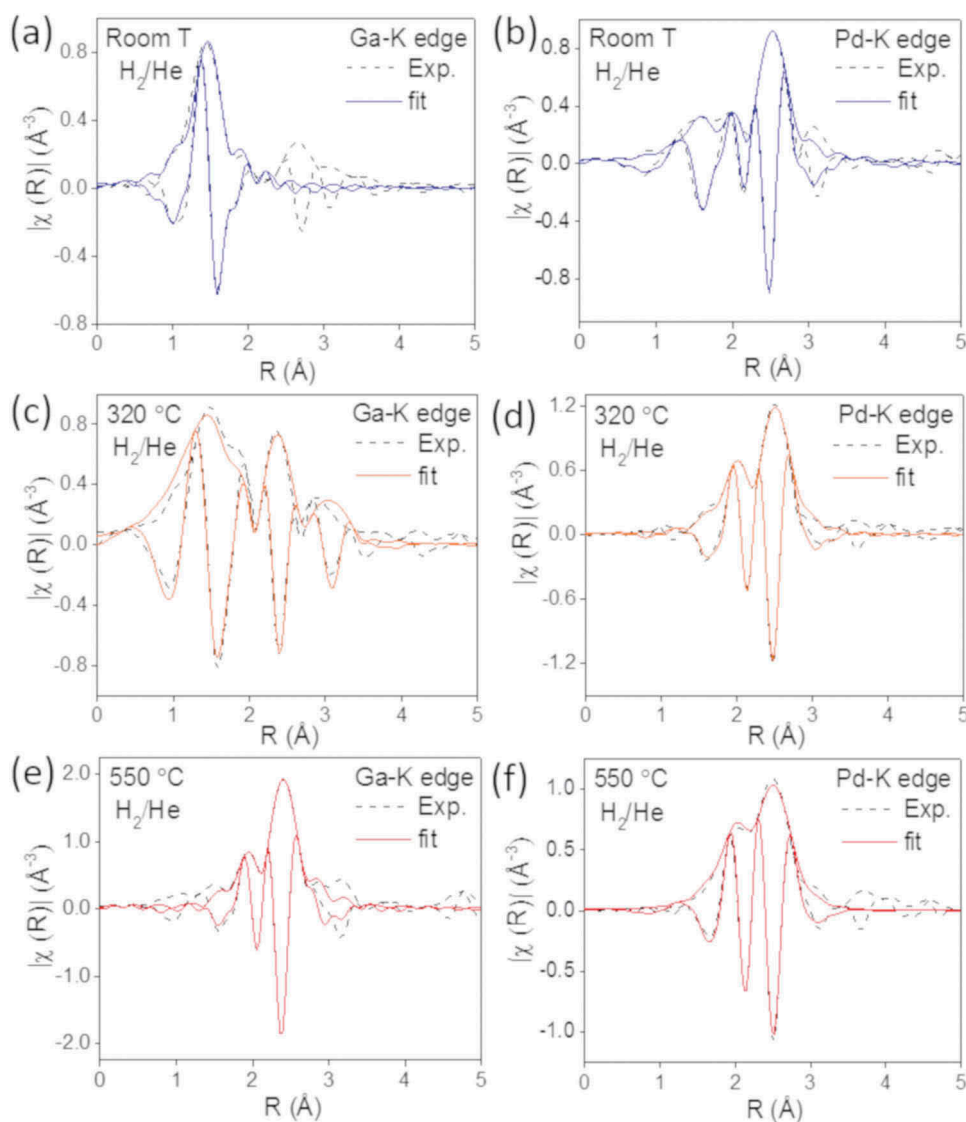 (a)
Room T
H2/He
Ga-K edge
Exp.
fit
|χ (R)| (Å-3)
0.8
0.4
0.0
-0.4
-0.8
0 1 2 3 4 5
R (Å)
(b)
Room T
H2/He
Pd-K edge
Exp.
fit
|χ (R)| (Å-3)
0.8
0.4
0.0
-0.4
-0.8
0 1 2 3 4 5
R (Å)
(c)
320 °C
H2/He
Ga-K edge
Exp.
fit
|χ (R)| (Å-3)
0.8
0.4
0.0
-0.4
-0.8
0 1 2 3 4 5
R (Å)
(d)
320 °C
H2/He
Pd-K edge
Exp.
fit
|χ (R)| (Å-3)
1.2
0.6
0.0
-0.6
-1.2
0 1 2 3 4 5
R (Å)
(e)
550 °C
H2/He
Ga-K edge
Exp.
fit
|χ (R)| (Å-3)
2.0
1.0
0.0
-1.0
-2.0
0 1 2 3 4 5
R (Å)
(f)
550 °C
H2/He
Pd-K edge
Exp.
fit
|χ (R)| (Å-3)
1.0
0.5
0.0
-0.5
-1.0
0 1 2 3 4 5
R (Å)